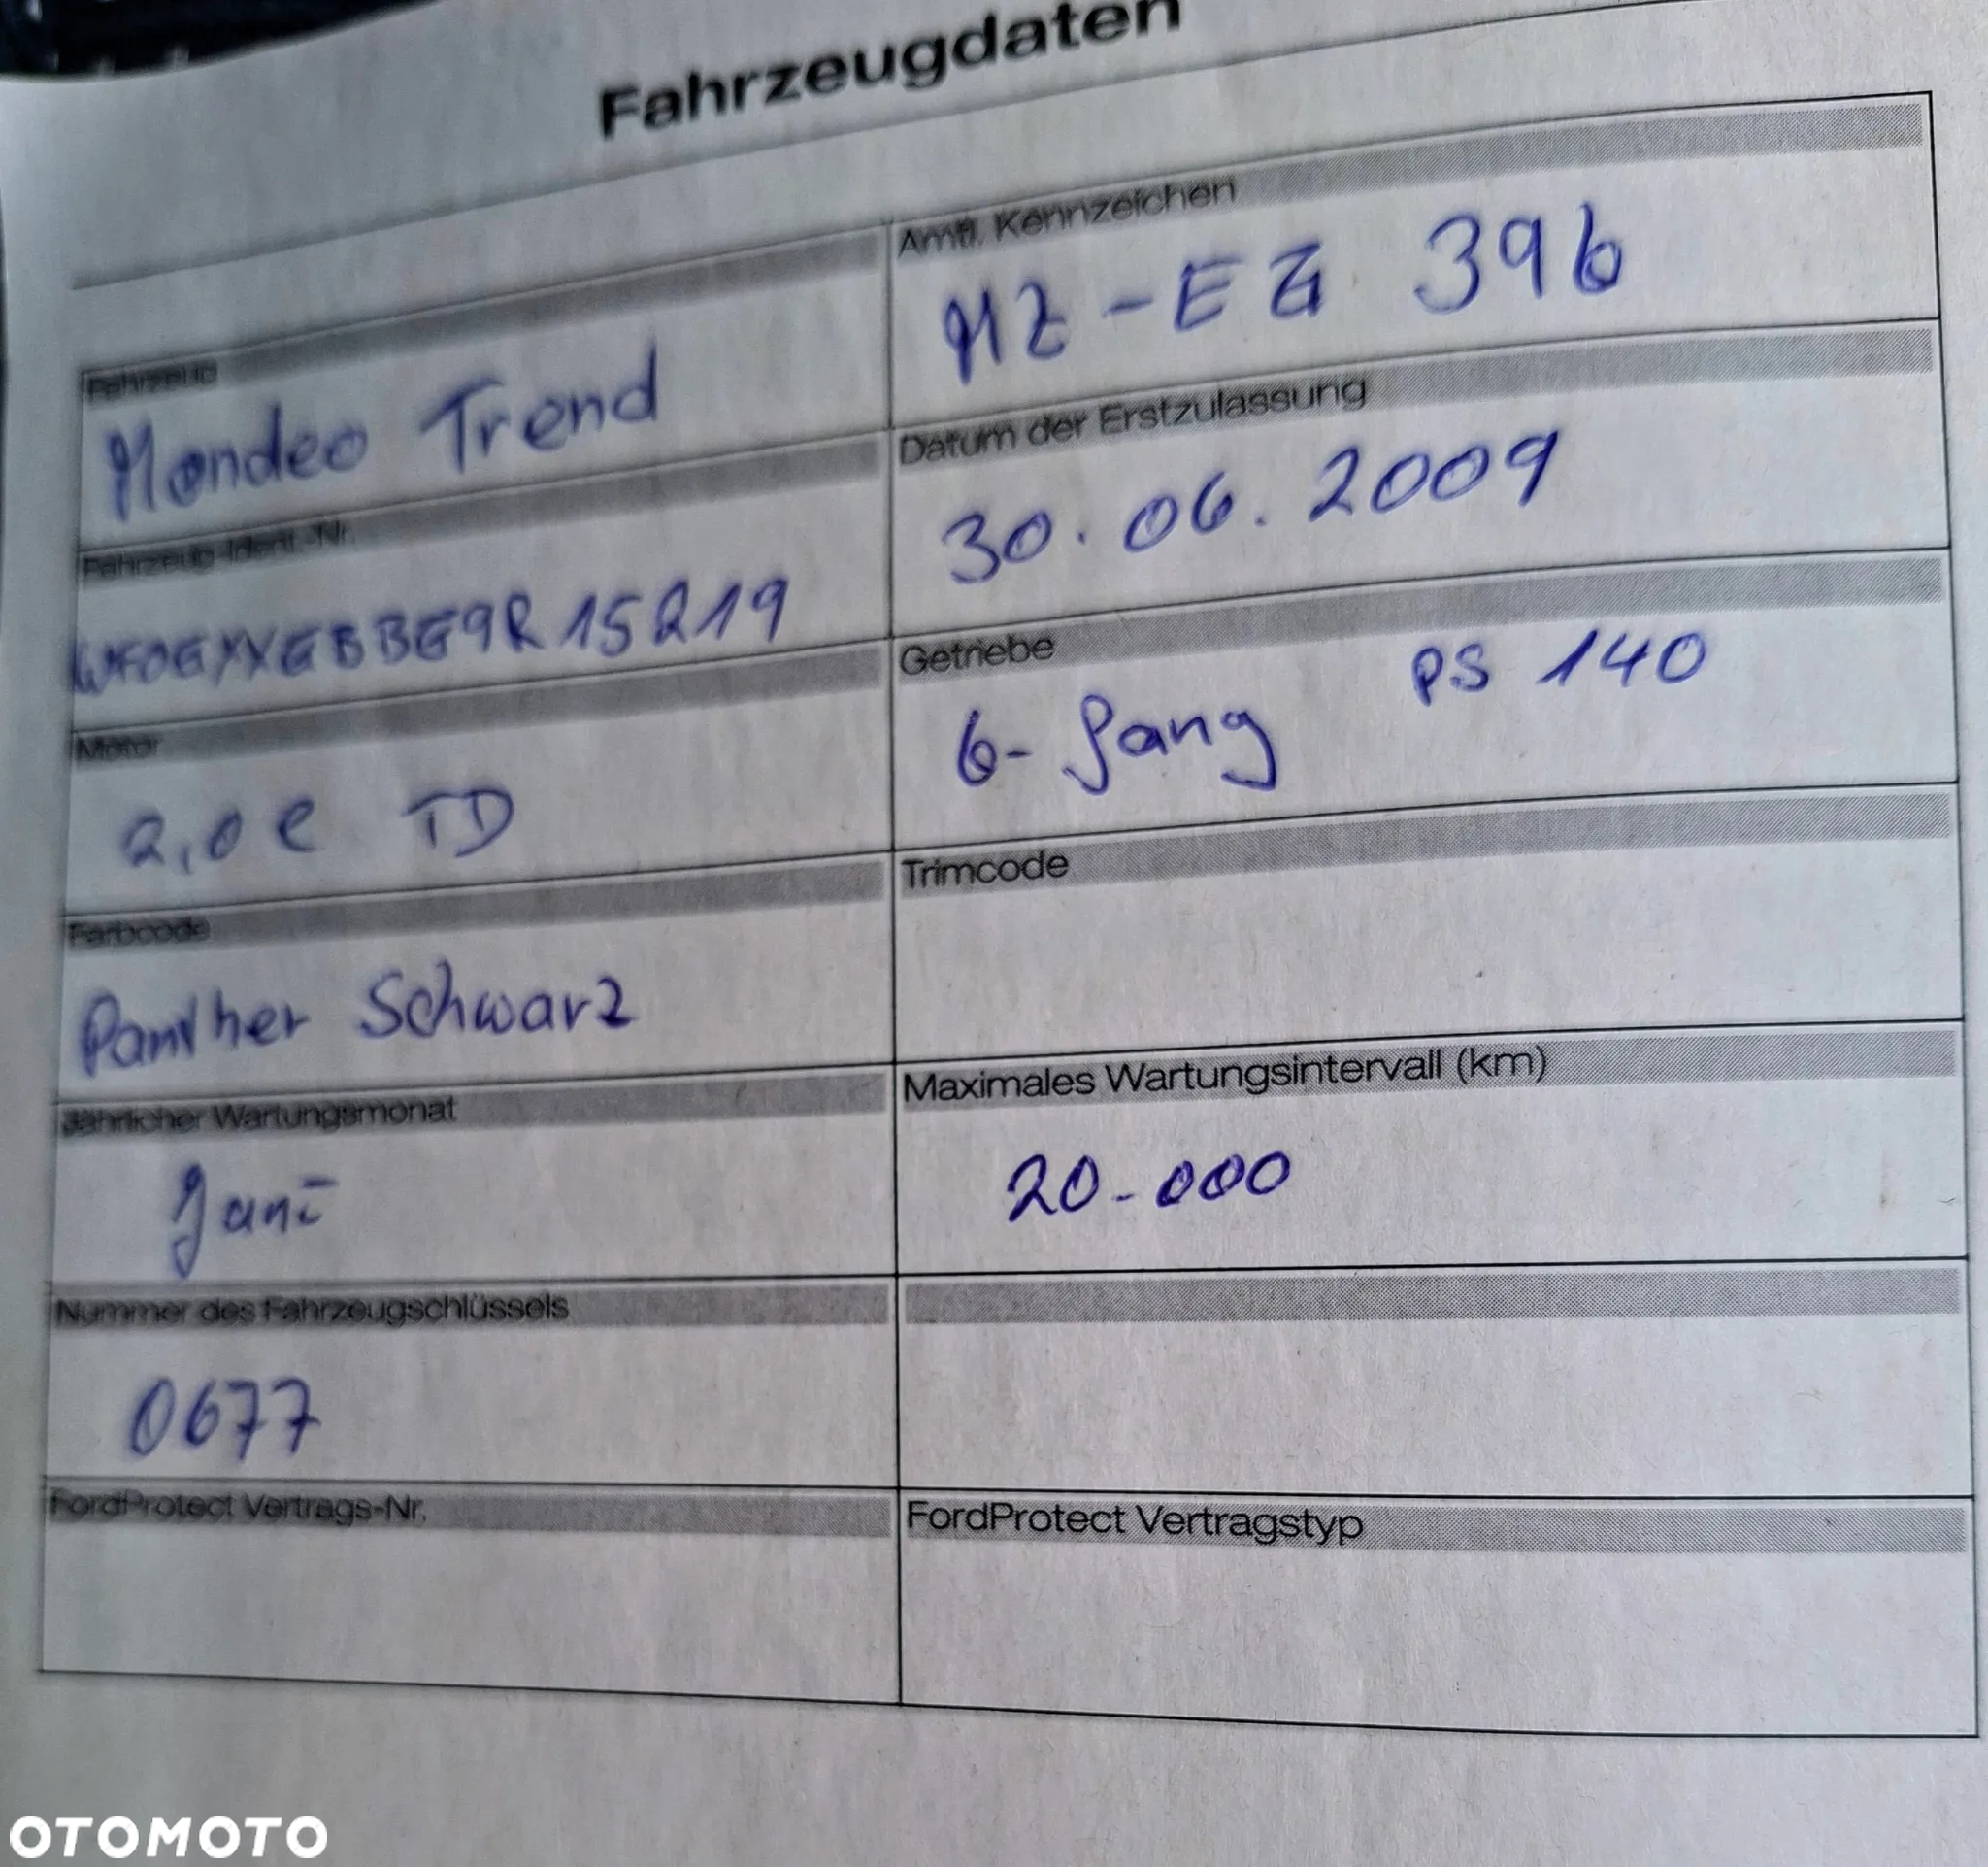 Fahrzeugdaten
Fahrzeug
Mondeo Trend
Amtl. Kennzeichen
MZ-EG 396
Fahrzeug-Ident.-Nr.
WF0GXXGBBG9R15219
Datum der Erstzulassung
30.06.2009
Motor
2,0l TD
Getriebe
6-Gang PS 140
Farbcode
Panther Schwarz
Trimcode
Jährlicher Wartungsmonat
Juni
Maximales Wartungsintervall (km)
20-000
Nummer des Fahrzeugschlüssels
0677
FordProtect Vertrags-Nr.
FordProtect Vertragstyp
OTOMOTO